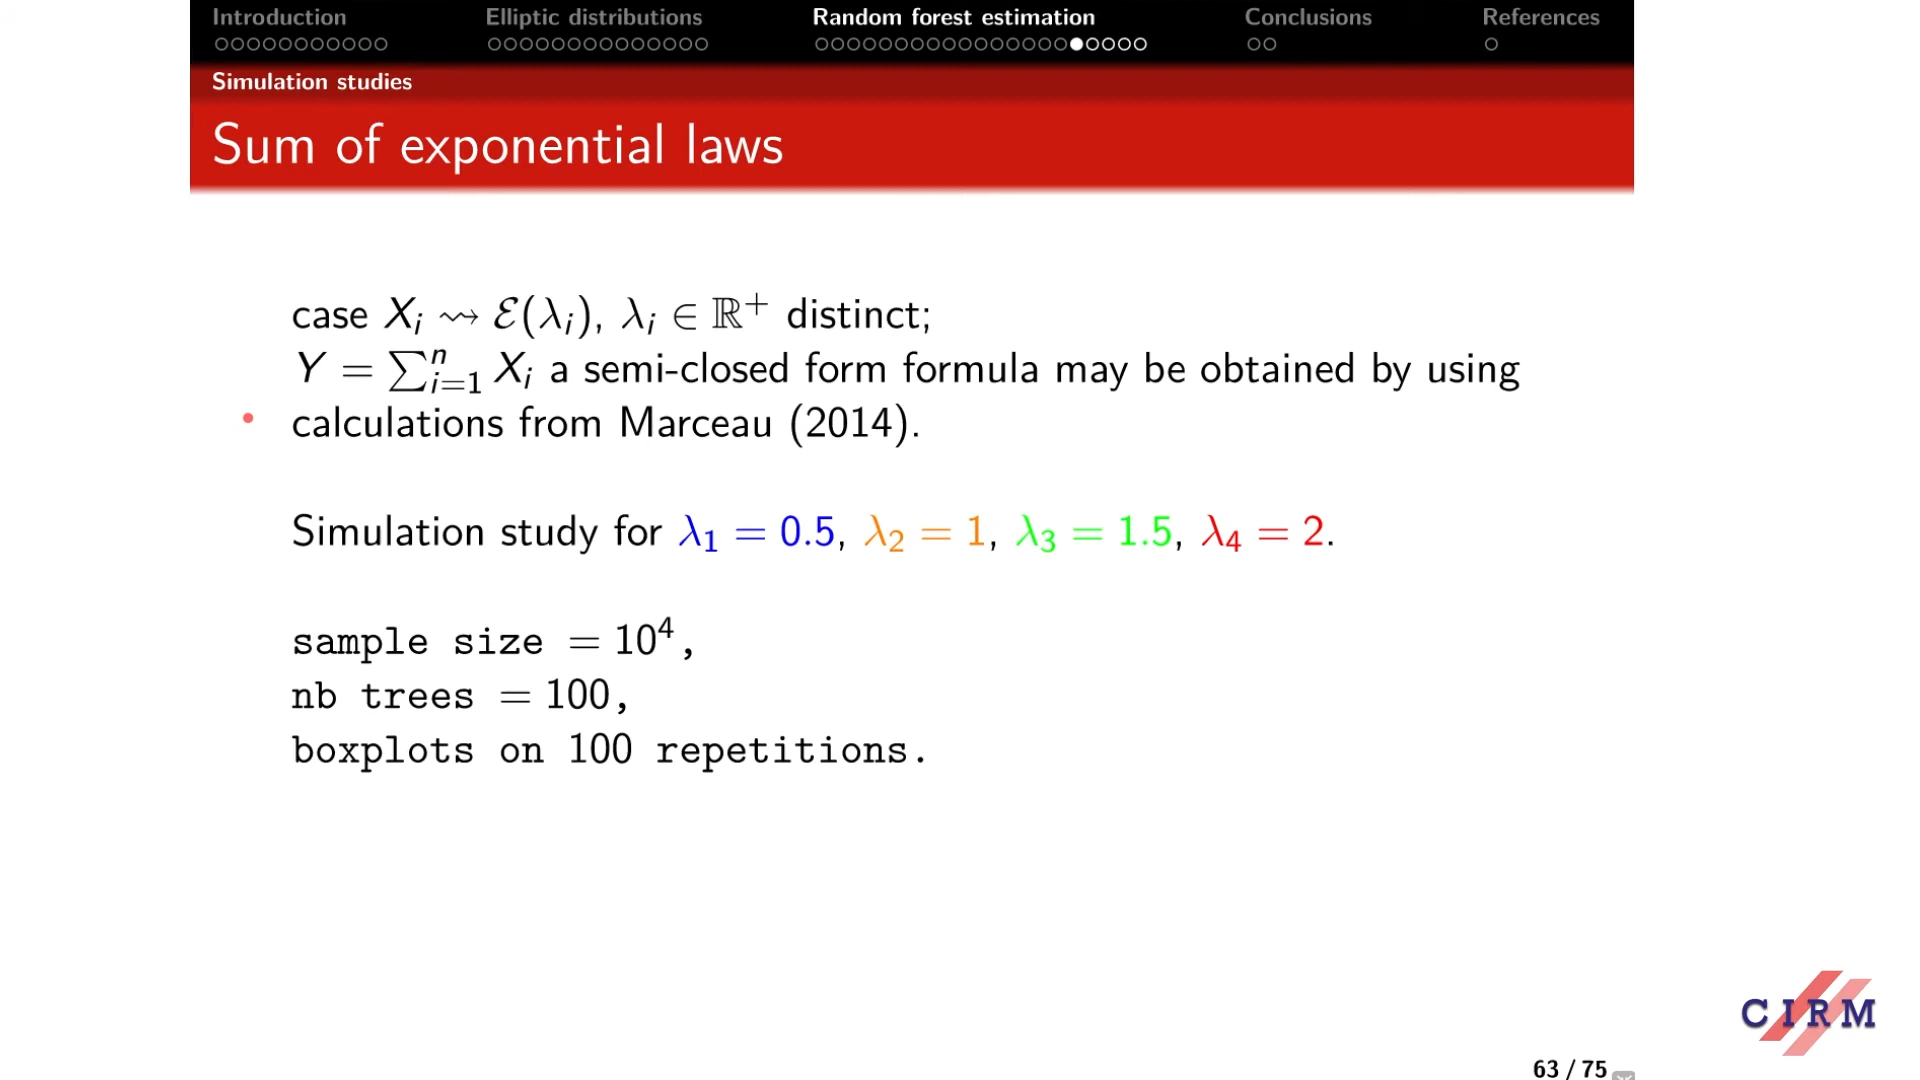 Introduction Elliptic distributions Random forest estimation Conclusions References
Simulation studies
Sum of exponential laws
case Xᵢ ⇝ ℰ(λᵢ), λᵢ ∈ ℝ⁺ distinct;
Y = ∑ⁿᵢ₌₁ Xᵢ a semi-closed form formula may be obtained by using
• calculations from Marceau (2014).
Simulation study for λ₁ = 0.5, λ₂ = 1, λ₃ = 1.5, λ₄ = 2.
sample size = 10⁴,
nb trees = 100,
boxplots on 100 repetitions.
CIRM
63 / 75